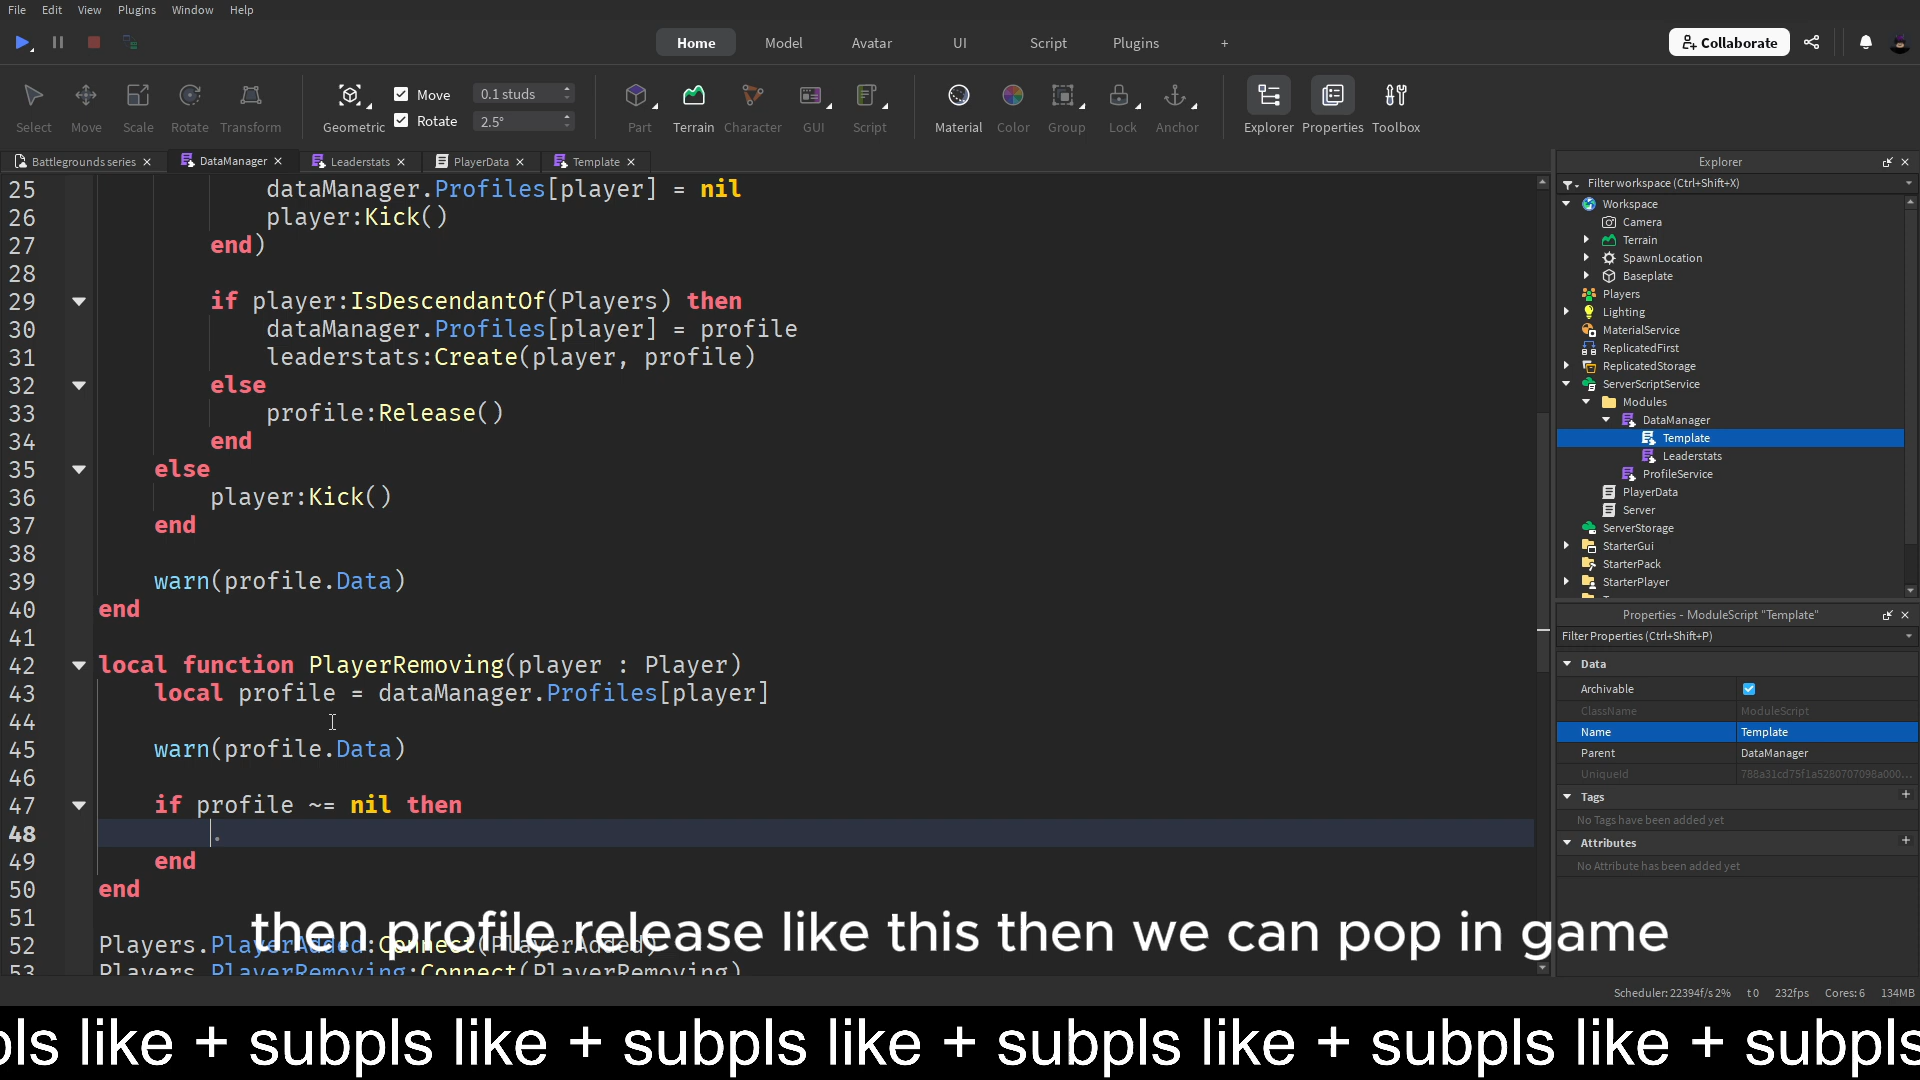 File Edit View Plugins Window Help
Home Model Avatar UI Script Plugins +
Collaborate
Select Move Scale Rotate Transform
Geometric
Move 0.1 studs
Rotate 2.5°
Part Terrain Character GUI Script
Material Color Group Lock Anchor
Explorer Properties Toolbox
Battlegrounds series DataManager Leaderstats PlayerData Template
25 dataManager.Profiles[player] = nil
26 player:Kick()
27 end)
28
29 if player:IsDescendantOf(Players) then
30 dataManager.Profiles[player] = profile
31 leaderstats:Create(player, profile)
32 else
33 profile:Release()
34 end
35 else
36 player:Kick()
37 end
38
39 warn(profile.Data)
40 end
41
42 local function PlayerRemoving(player : Player)
43 local profile = dataManager.Profiles[player]
44
45 warn(profile.Data)
46
47 if profile ~= nil then
48 .
49 end
50 end
51
52 Players.PlayerAdded:Connect(PlayerAdded)
53 Players.PlayerRemoving:Connect(PlayerRemoving)
then profile release like this then we can pop in game
Explorer
Filter workspace (Ctrl+Shift+X)
Workspace
Camera
Terrain
SpawnLocation
Baseplate
Players
Lighting
MaterialService
ReplicatedFirst
ReplicatedStorage
ServerScriptService
Modules
DataManager
Template
Leaderstats
ProfileService
PlayerData
Server
ServerStorage
StarterGui
StarterPack
StarterPlayer
Properties - ModuleScript "Template"
Filter Properties (Ctrl+Shift+P)
Data
Archivable
ClassName ModuleScript
Name Template
Parent DataManager
UniqueId 788a31cd75f1a5280707098a000...
Tags +
No Tags have been added yet
Attributes +
No Attribute has been added yet
Scheduler: 22394f/s 2% t0 232fps Cores: 6 134MB
pls like + subpls like + subpls like + subpls like + subpls like + subpls